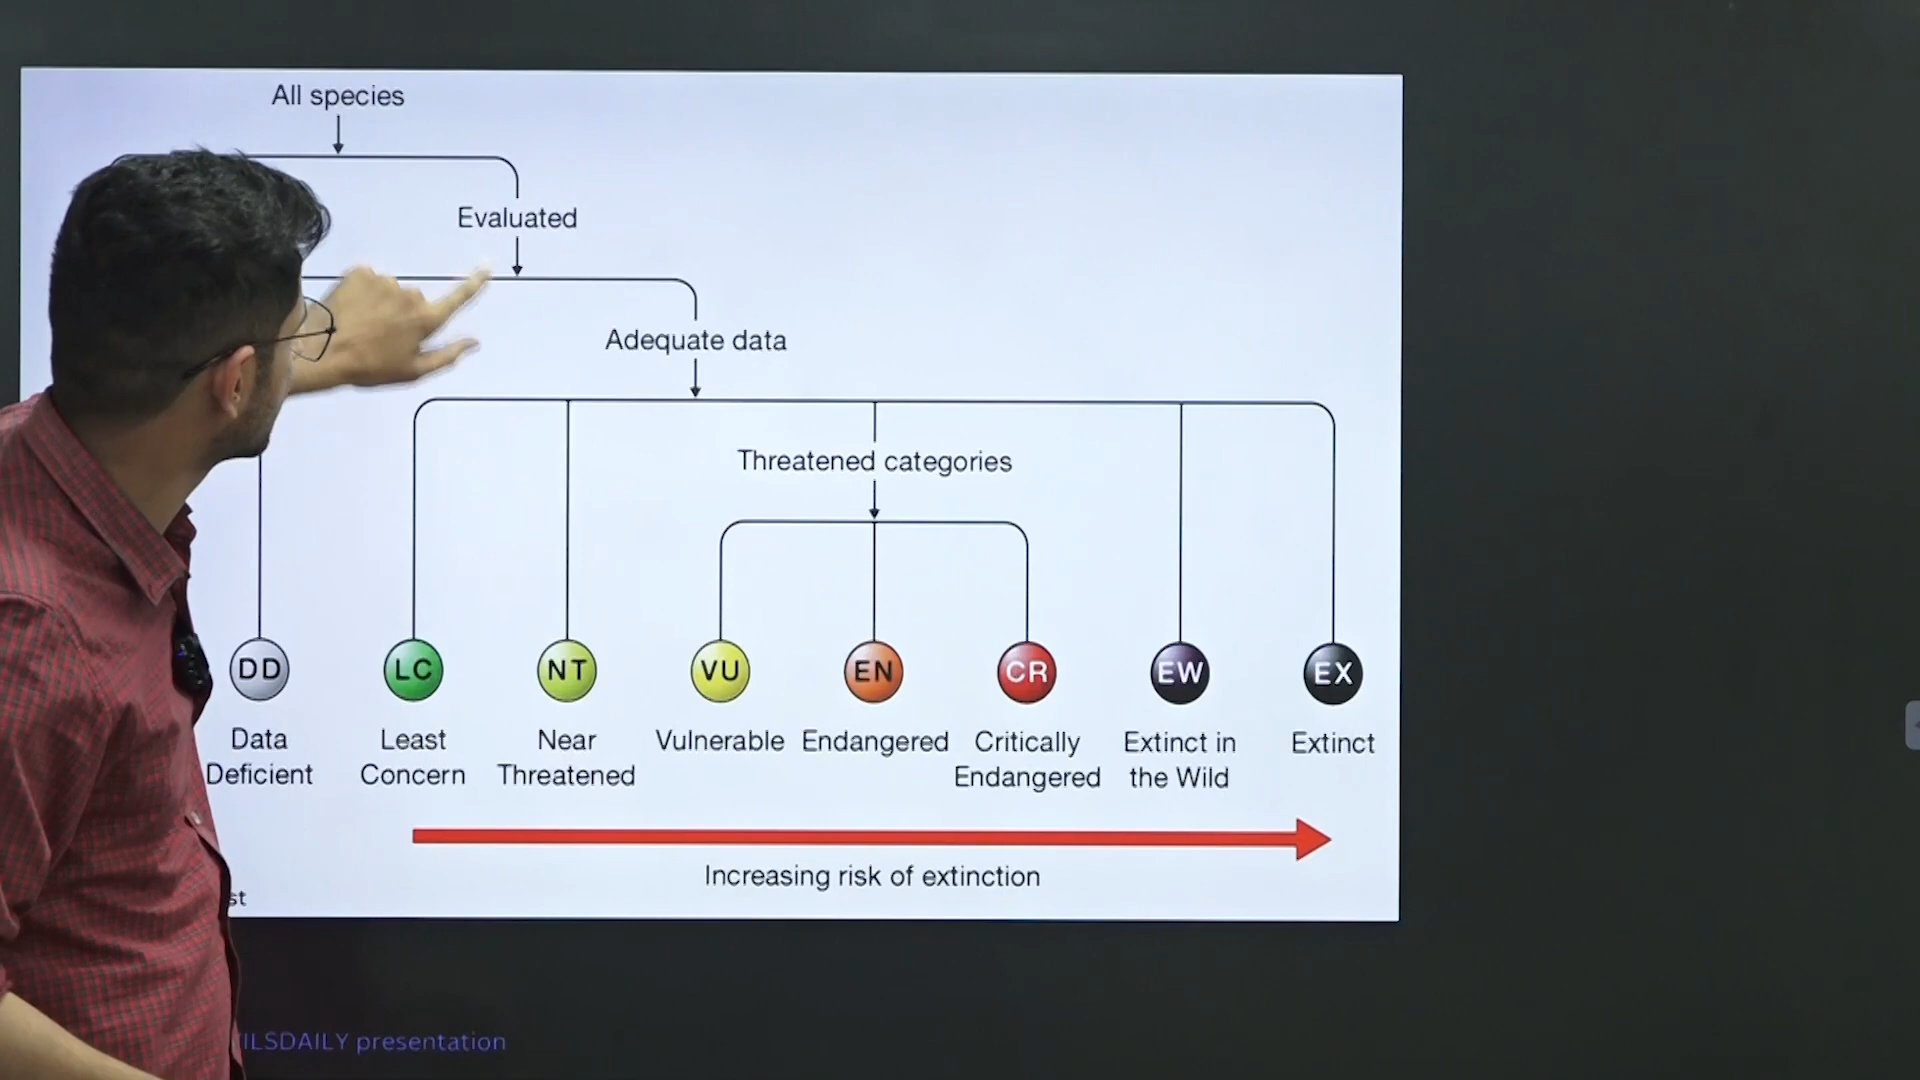 All species
Evaluated
Adequate data
Threatened categories
DD LC NT VU EN CR EW EX
Data Deficient
Least Concern
Near Threatened
Vulnerable
Endangered
Critically Endangered
Extinct in the Wild
Extinct
Increasing risk of extinction
st
ILSDAILY presentation